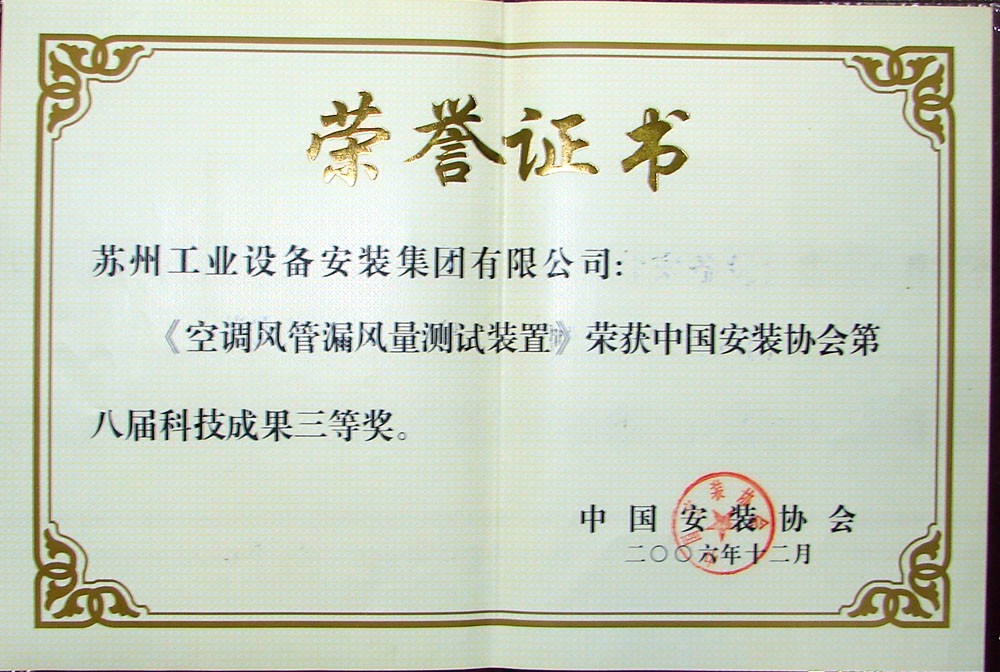 荣誉证书
苏州工业设备安装集团有限公司:
《空调风管漏风量测试装置》荣获中国安装协会第
八届科技成果三等奖。
中国安装协会
二〇〇六年十二月